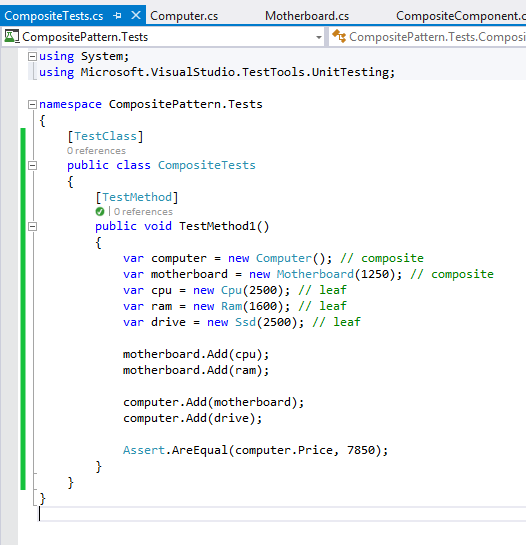 CompositeTests.cs Computer.cs Motherboard.cs CompositeComponent.c
CompositePattern.Tests CompositePattern.Tests.Composi
using System;
using Microsoft.VisualStudio.TestTools.UnitTesting;
namespace CompositePattern.Tests
{
[TestClass]
0 references
public class CompositeTests
{
[TestMethod]
| 0 references
public void TestMethod1()
{
var computer = new Computer(); // composite
var motherboard = new Motherboard(1250); // composite
var cpu = new Cpu(2500); // leaf
var ram = new Ram(1600); // leaf
var drive = new Ssd(2500); // leaf
motherboard.Add(cpu);
motherboard.Add(ram);
computer.Add(motherboard);
computer.Add(drive);
Assert.AreEqual(computer.Price, 7850);
}
}
}